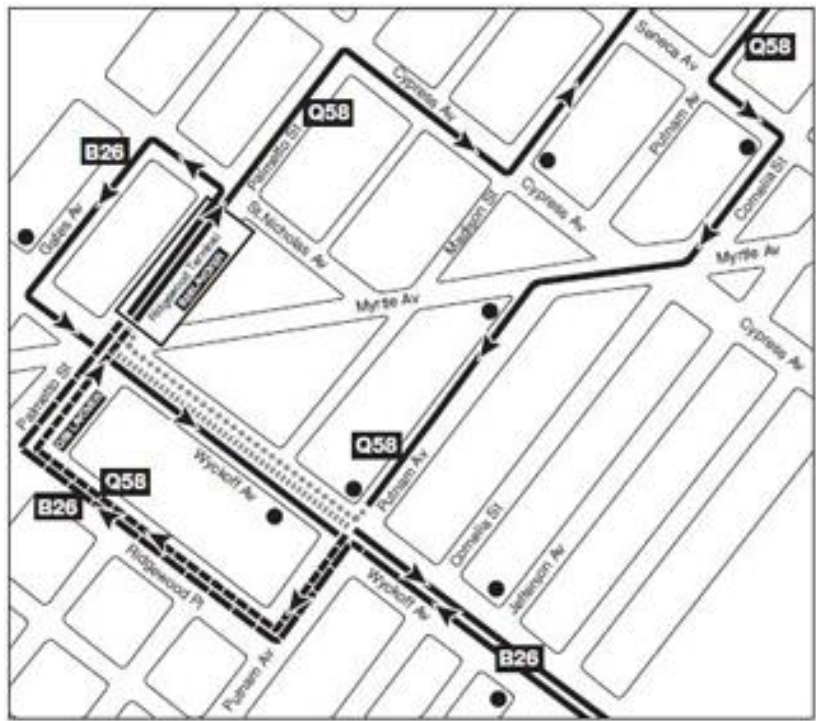 Seneca Av
Q58
Cypress Av
Q58
Putnam Av
B26
Palmetto St
Cornelia St
Gates Av
St.Nicholas Av
Madison St
Cypress Av
Ridgewood Terminal
Myrtle Av
Myrtle Av
Cypress Av
Palmetto St
Q58
Wyckoff Av
Putnam Av
Q58
B26
Cornelia St
Jefferson Av
Ridgewood Pl
Wyckoff Av
B26
Putnam Av